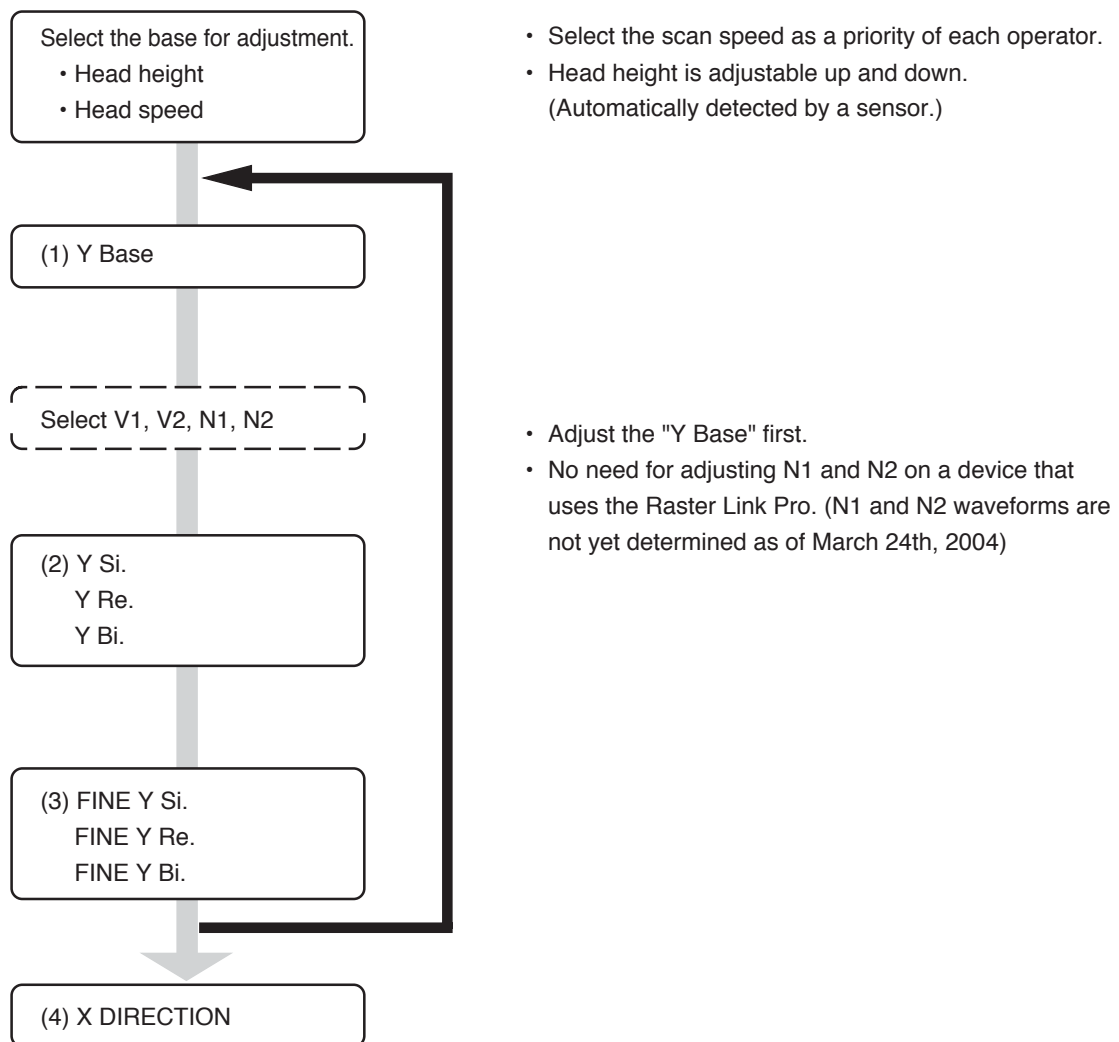 Select the base for adjustment.
・Head height
・Head speed
・ Select the scan speed as a priority of each operator.
・ Head height is adjustable up and down.
(Automatically detected by a sensor.)
(1) Y Base
Select V1, V2, N1, N2
・ Adjust the "Y Base" first.
・ No need for adjusting N1 and N2 on a device that
uses the Raster Link Pro. (N1 and N2 waveforms are
not yet determined as of March 24th, 2004)
(2) Y Si.
Y Re.
Y Bi.
(3) FINE Y Si.
FINE Y Re.
FINE Y Bi.
(4) X DIRECTION